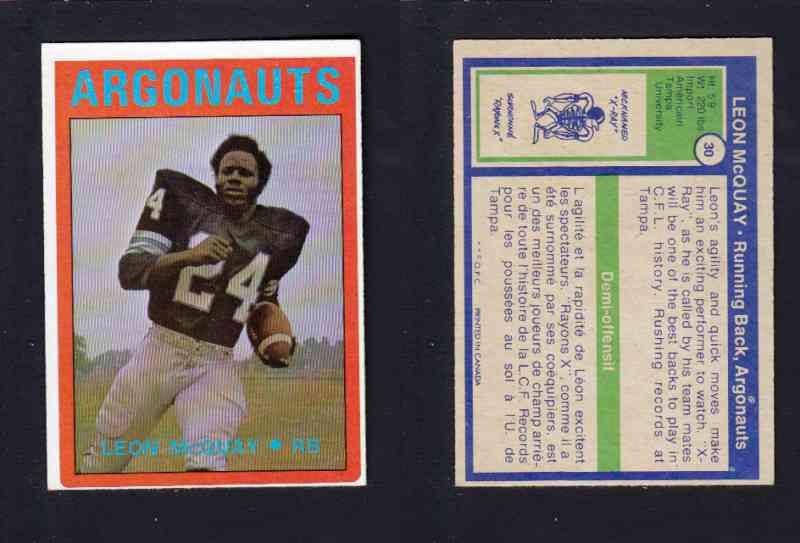 ARGONAUTS
24
24
LEON McQUAY • RB
LEON McQUAY • Running Back, Argonauts
30
Ht: 5'9"
Wt: 220 lbs
Import
American
Tampa
University
NICKNAMED
"X-RAY"
SURNOMMÉ
"RAYONS X"
Leon's agility and quick moves make
him an exciting performer to watch. "X-
Ray", as he is called by his team mates
will be one of the best backs to play in
C.F.L. history. Rushing records at
Tampa.
Demi-offensif
L'agilité et la rapidité de Léon excitent
les spectateurs. "Rayons X", comme il a
été surnommé par ses coéquipiers, est
un des meilleurs joueurs de champ arriè-
re de toute l'histoire de la L.C.F. Records
pour les poussées au sol à l'U. de
Tampa.
***O.P.C. PRINTED IN CANADA